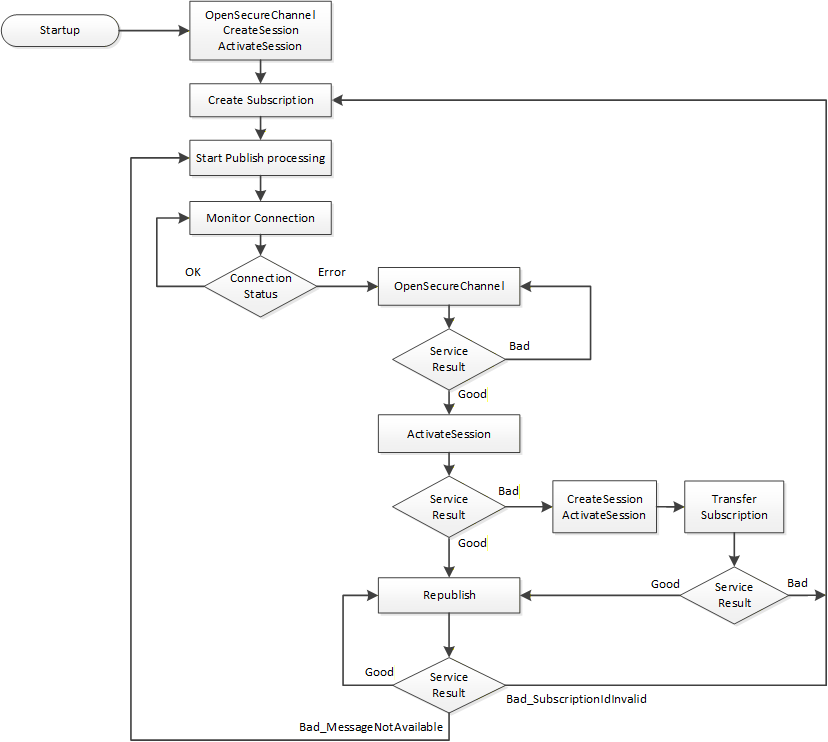 Startup
OpenSecureChannel
CreateSession
ActivateSession
Create Subscription
Start Publish processing
Monitor Connection
OK
Connection
Status
Error
OpenSecureChannel
Service
Result
Bad
Good
ActivateSession
Service
Result
Bad
Good
CreateSession
ActivateSession
Transfer
Subscription
Service
Result
Good
Bad
Republish
Good
Service
Result
Bad_SubscriptionIdInvalid
Bad_MessageNotAvailable